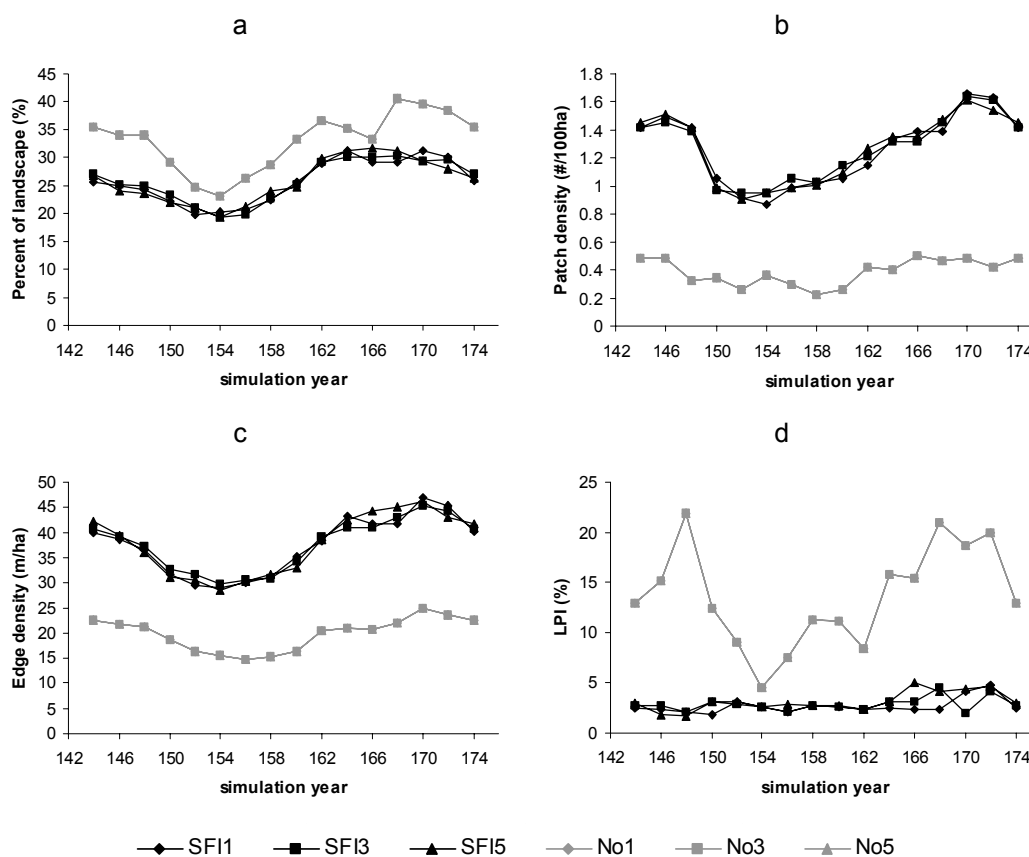 a
Percent of landscape (%)
45
40
35
30
25
20
15
10
5
0
142 146 150 154 158 162 166 170 174
simulation year
b
Patch density (#/100ha)
1.8
1.6
1.4
1.2
1
0.8
0.6
0.4
0.2
0
142 146 150 154 158 162 166 170 174
simulation year
c
Edge density (m/ha)
50
45
40
35
30
25
20
15
10
5
0
142 146 150 154 158 162 166 170 174
simulation year
d
LPI (%)
25
20
15
10
5
0
142 146 150 154 158 162 166 170 174
simulation year
SFI1 SFI3 SFI5 No1 No3 No5